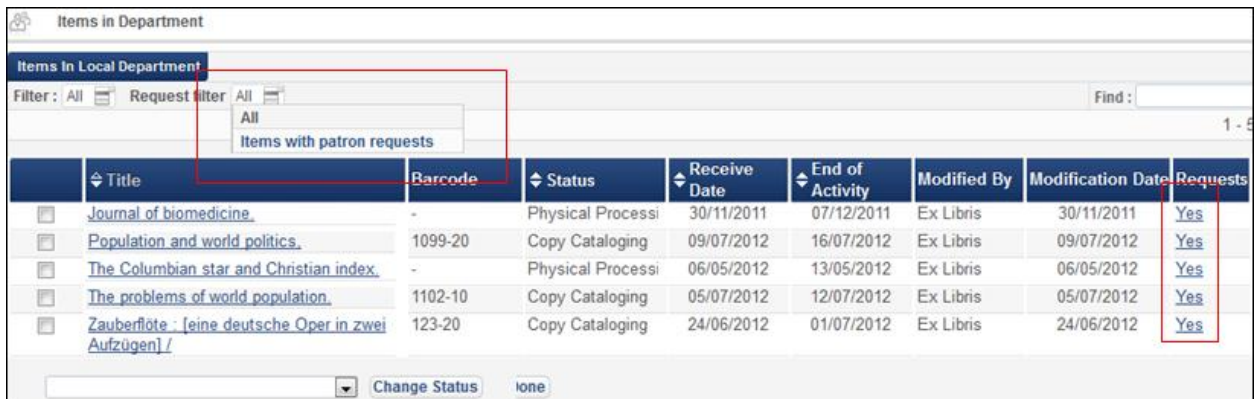 Items in Department
Items In Local Department
Filter : All Request filter All Find :
All
1 - 5
Items with patron requests
Title Barcode Status Receive Date End of Activity Modified By Modification Date Requests
Journal of biomedicine. - Physical Processi 30/11/2011 07/12/2011 Ex Libris 30/11/2011 Yes
Population and world politics. 1099-20 Copy Cataloging 09/07/2012 16/07/2012 Ex Libris 09/07/2012 Yes
The Columbian star and Christian index. - Physical Processi 06/05/2012 13/05/2012 Ex Libris 06/05/2012 Yes
The problems of world population. 1102-10 Copy Cataloging 05/07/2012 12/07/2012 Ex Libris 05/07/2012 Yes
Zauberflöte : [eine deutsche Oper in zwei 123-20 Copy Cataloging 24/06/2012 01/07/2012 Ex Libris 24/06/2012 Yes
Aufzügen] /
Change Status